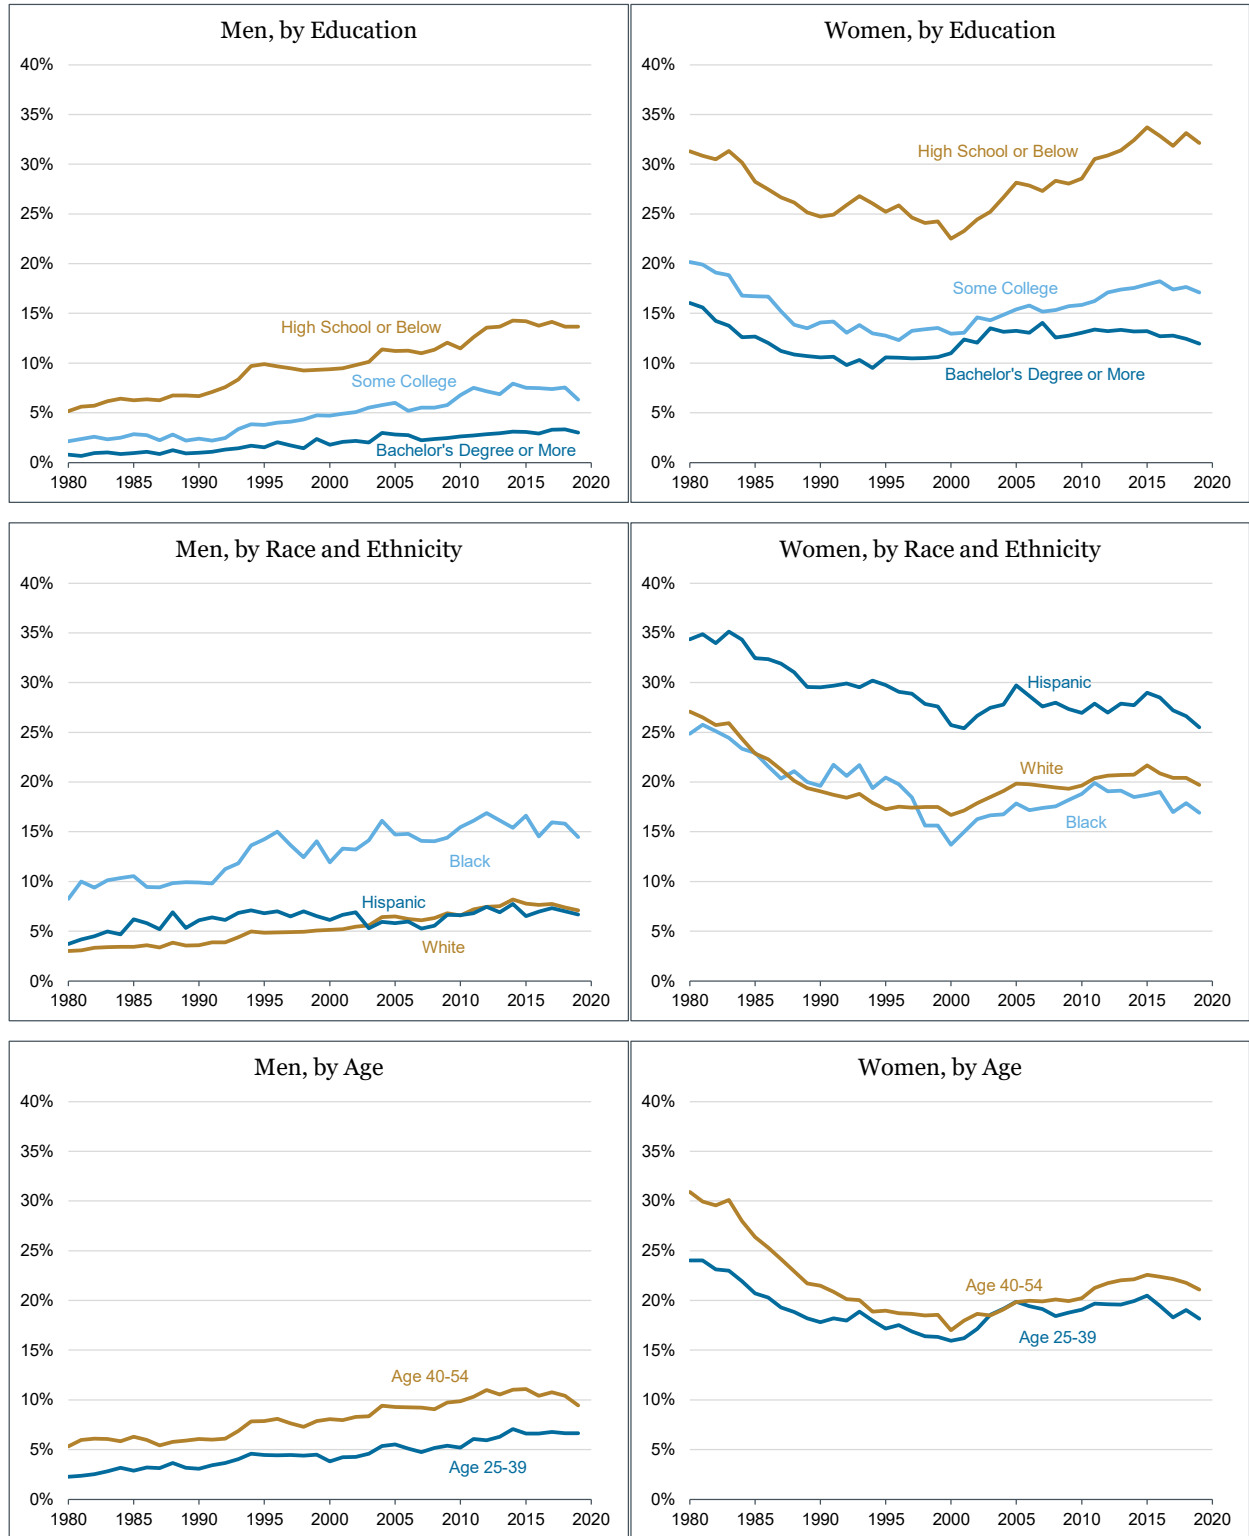 Men, by Education
40%
35%
30%
25%
20%
15%
10%
5%
0%
High School or Below
Some College
Bachelor's Degree or More
1980 1985 1990 1995 2000 2005 2010 2015 2020
Women, by Education
40%
35%
30%
25%
20%
15%
10%
5%
0%
High School or Below
Some College
Bachelor's Degree or More
1980 1985 1990 1995 2000 2005 2010 2015 2020
Men, by Race and Ethnicity
40%
35%
30%
25%
20%
15%
10%
5%
0%
Black
Hispanic
White
1980 1985 1990 1995 2000 2005 2010 2015 2020
Women, by Race and Ethnicity
40%
35%
30%
25%
20%
15%
10%
5%
0%
Hispanic
White
Black
1980 1985 1990 1995 2000 2005 2010 2015 2020
Men, by Age
40%
35%
30%
25%
20%
15%
10%
5%
0%
Age 40-54
Age 25-39
1980 1985 1990 1995 2000 2005 2010 2015 2020
Women, by Age
40%
35%
30%
25%
20%
15%
10%
5%
0%
Age 40-54
Age 25-39
1980 1985 1990 1995 2000 2005 2010 2015 2020